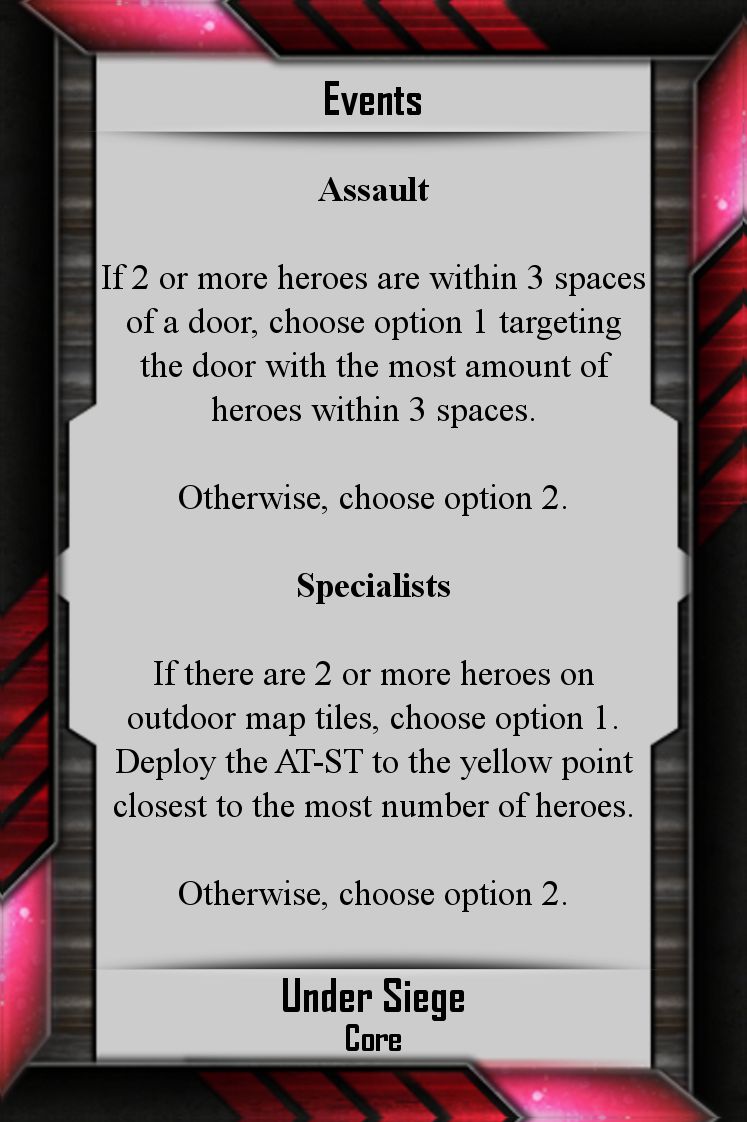 Events
Assault
If 2 or more heroes are within 3 spaces
of a door, choose option 1 targeting
the door with the most amount of
heroes within 3 spaces.
Otherwise, choose option 2.
Specialists
If there are 2 or more heroes on
outdoor map tiles, choose option 1.
Deploy the AT-ST to the yellow point
closest to the most number of heroes.
Otherwise, choose option 2.
Under Siege
Core